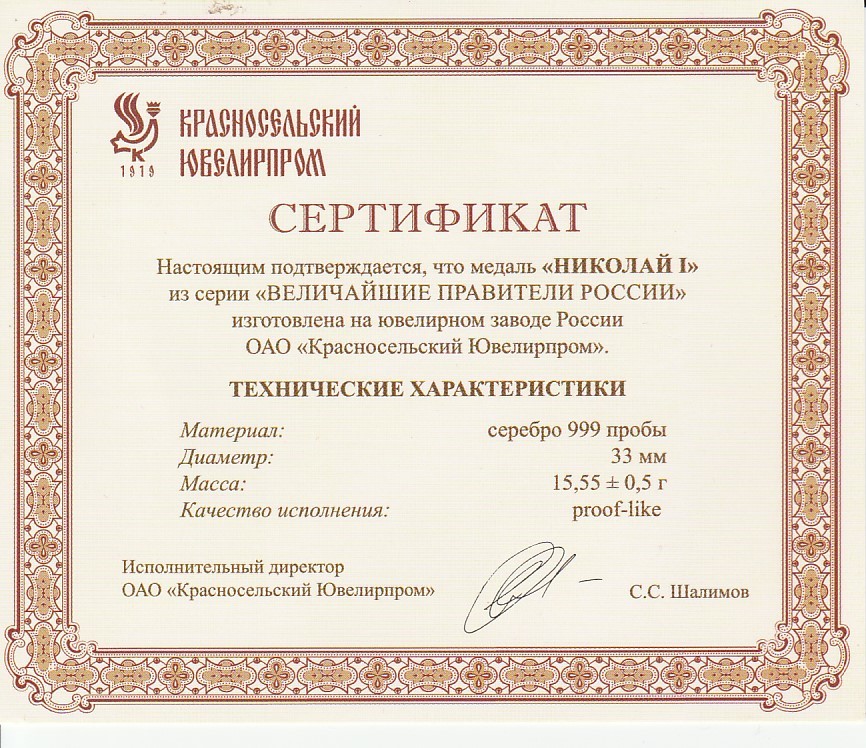 КРАСНОСЕЛЬСКИЙ
ЮВЕЛИРПРОМ
К
1919
СЕРТИФИКАТ
Настоящим подтверждается, что медаль «НИКОЛАЙ I»
из серии «ВЕЛИЧАЙШИЕ ПРАВИТЕЛИ РОССИИ»
изготовлена на ювелирном заводе России
ОАО «Красносельский Ювелирпром».
ТЕХНИЧЕСКИЕ ХАРАКТЕРИСТИКИ
Материал: серебро 999 пробы
Диаметр: 33 мм
Масса: 15,55 ± 0,5 г
Качество исполнения: proof-like
Исполнительный директор
ОАО «Красносельский Ювелирпром» С.С. Шалимов